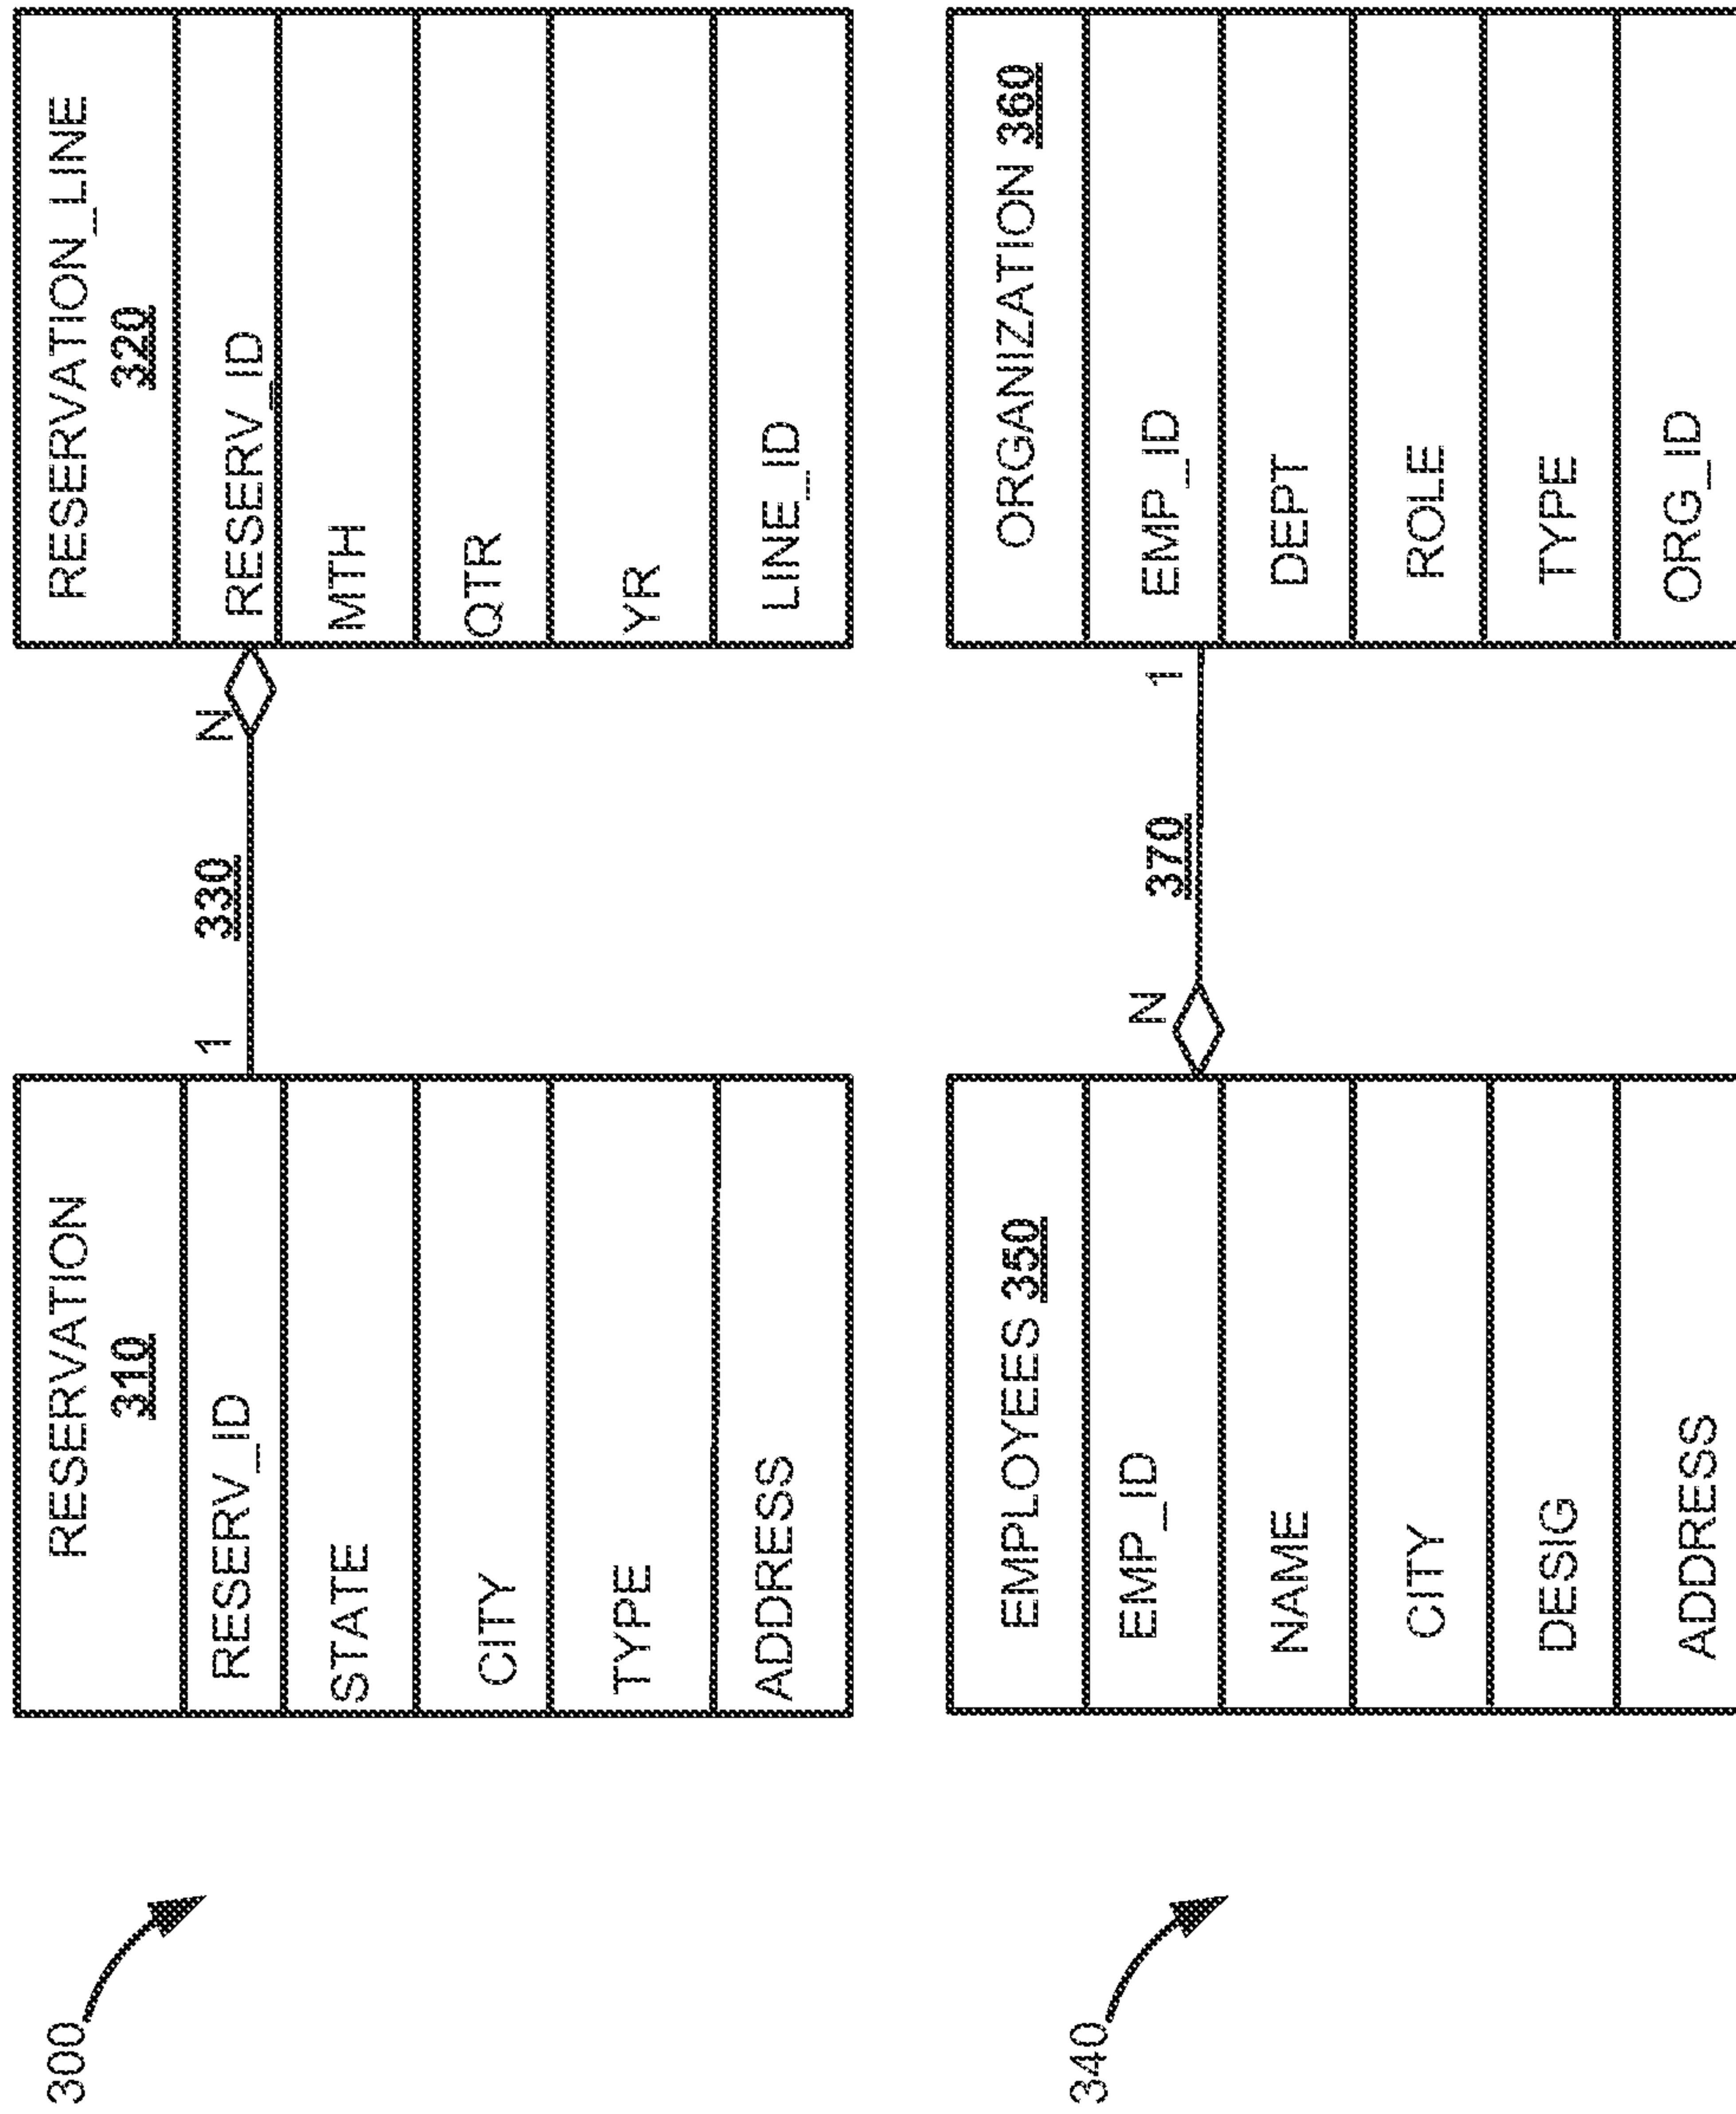 300
RESERVATION
310
RESERV_ID
STATE
CITY
TYPE
ADDRESS
1
330
N
RESERVATION_LINE
320
RESERV_ID
MTH
QTR
YR
LINE_ID
340
EMPLOYEES 350
EMP_ID
NAME
CITY
DESIG
ADDRESS
N
370
1
ORGANIZATION 360
EMP_ID
DEPT
ROLE
TYPE
ORG_ID